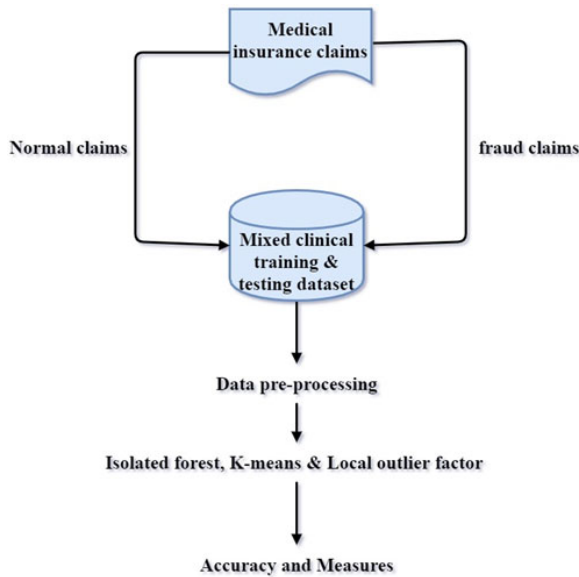 Medical
insurance claims
Normal claims
fraud claims
Mixed clinical
training &
testing dataset
Data pre-processing
Isolated forest, K-means & Local outlier factor
Accuracy and Measures